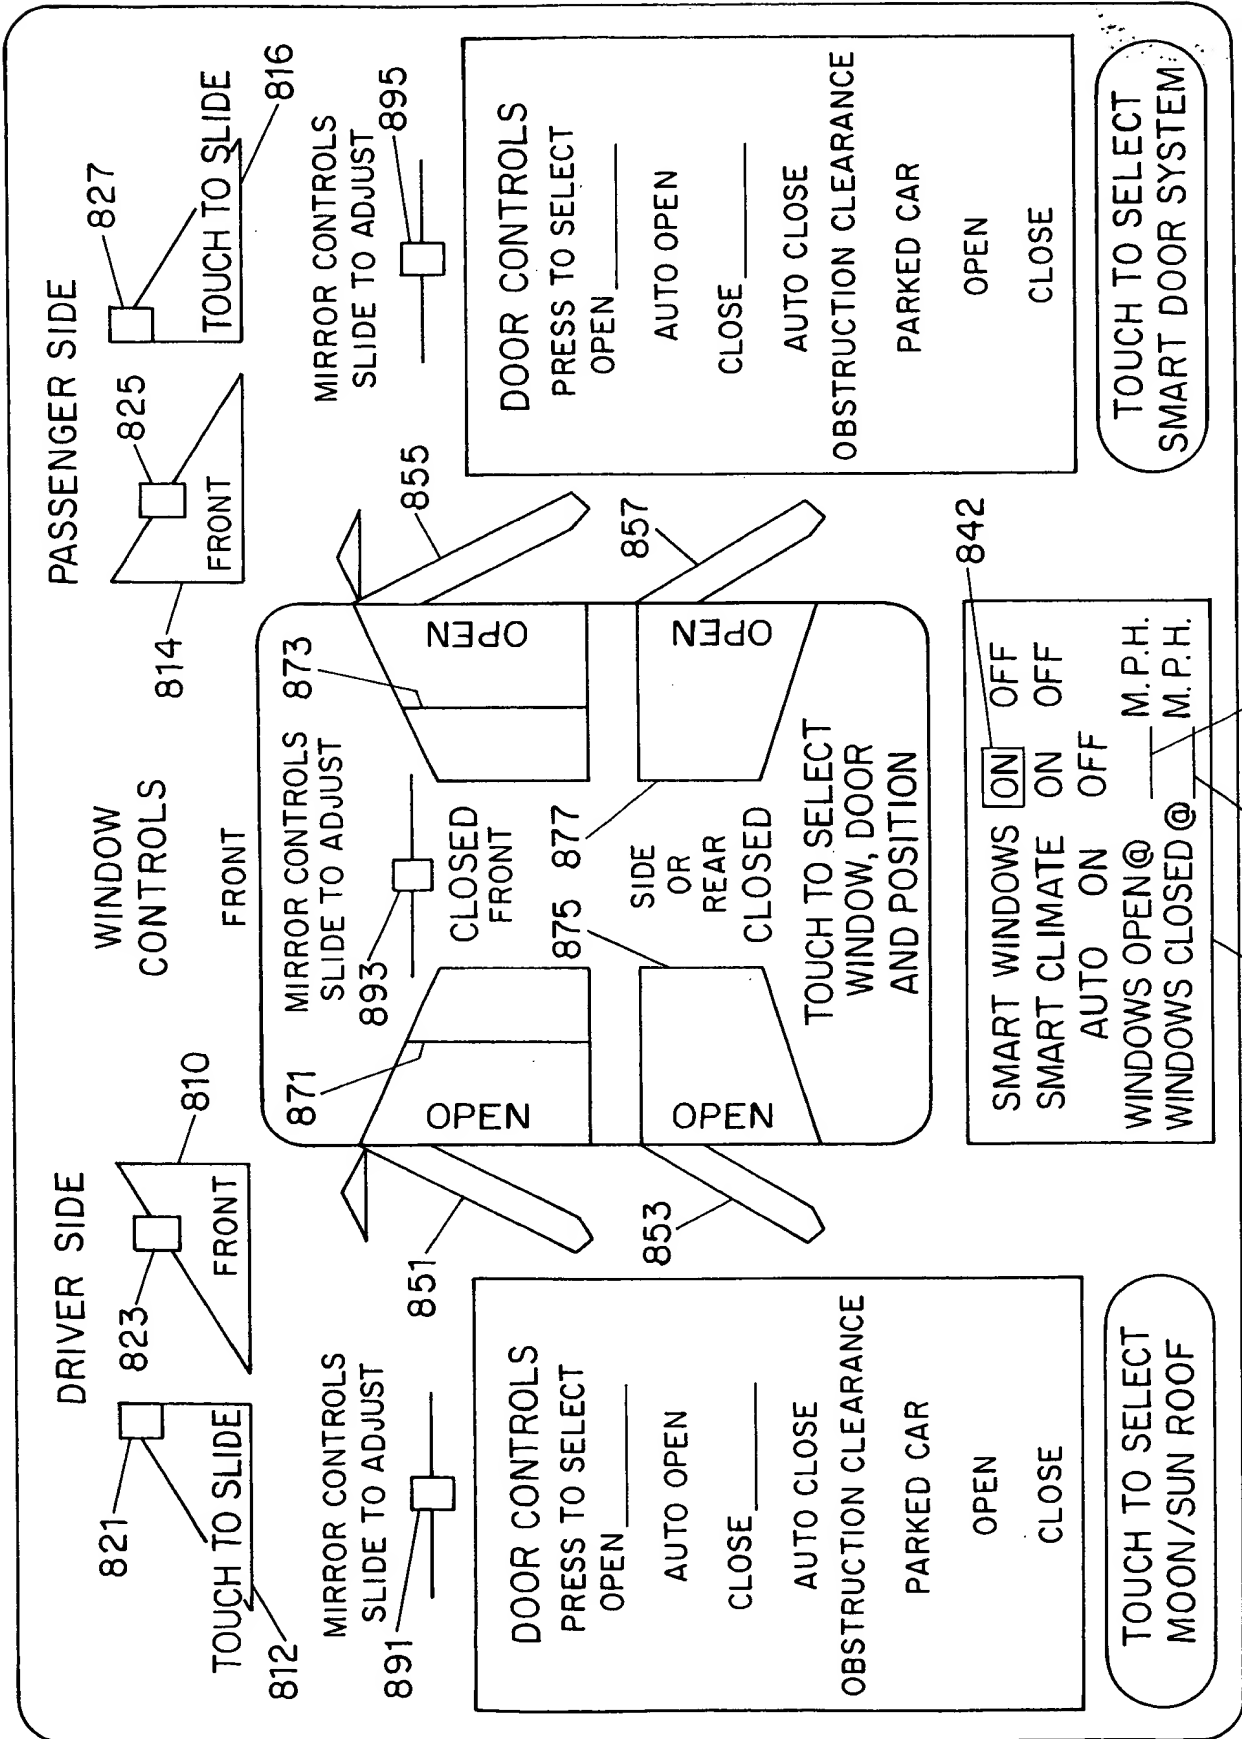 WINDOW
CONTROLS
DRIVER SIDE
PASSENGER SIDE
821
823
810
FRONT
814
825
827
TOUCH TO SLIDE
FRONT
FRONT
TOUCH TO SLIDE
812
816
MIRROR CONTROLS
SLIDE TO ADJUST
891
871
MIRROR CONTROLS
SLIDE TO ADJUST
893
873
MIRROR CONTROLS
SLIDE TO ADJUST
895
851
OPEN
CLOSED
FRONT
OPEN
855
875 877
853
OPEN
SIDE
OR
REAR
CLOSED
OPEN
857
TOUCH TO SELECT
WINDOW, DOOR
AND POSITION
DOOR CONTROLS
PRESS TO SELECT
OPEN____
AUTO OPEN
CLOSE____
AUTO CLOSE
OBSTRUCTION CLEARANCE
PARKED CAR
OPEN
CLOSE
DOOR CONTROLS
PRESS TO SELECT
OPEN____
AUTO OPEN
CLOSE____
AUTO CLOSE
OBSTRUCTION CLEARANCE
PARKED CAR
OPEN
CLOSE
842
SMART WINDOWS ON OFF
SMART CLIMATE ON OFF
AUTO ON OFF
WINDOWS OPEN@ ____ M.P.H.
WINDOWS CLOSED@ ____ M.P.H.
TOUCH TO SELECT
MOON/SUN ROOF
TOUCH TO SELECT
SMART DOOR SYSTEM